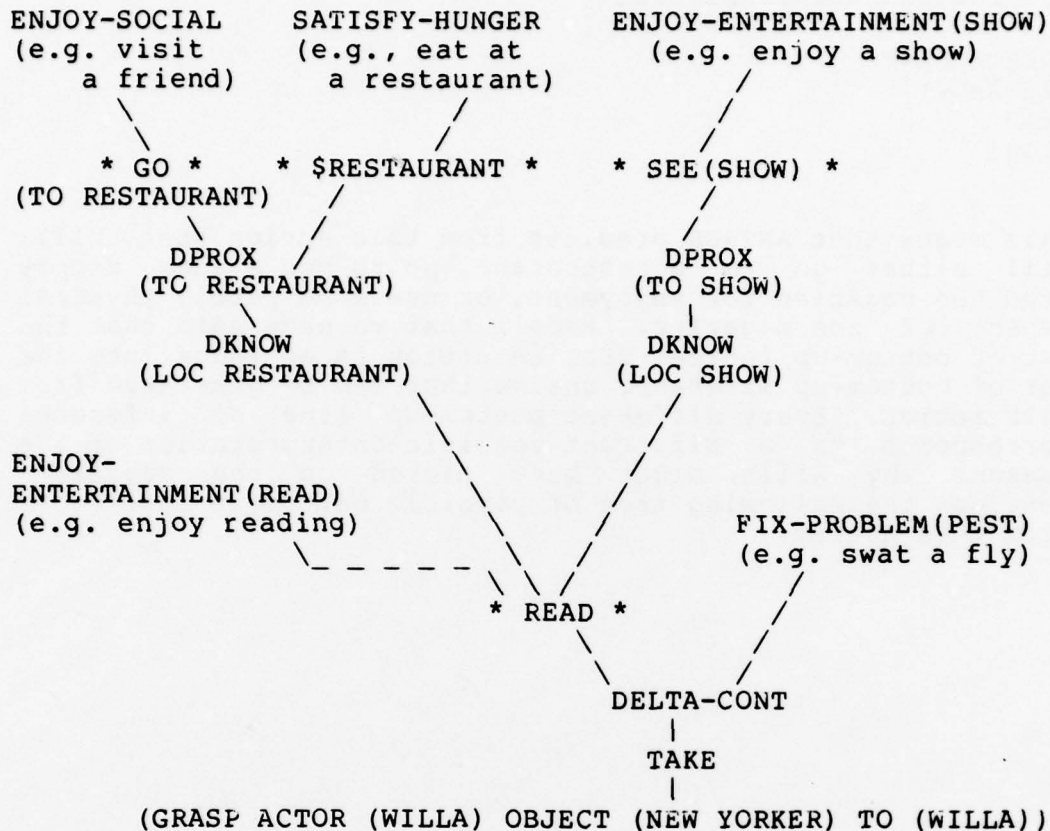 ENJOY-SOCIAL SATISFY-HUNGER ENJOY-ENTERTAINMENT(SHOW)
(e.g. visit (e.g., eat at (e.g. enjoy a show)
a friend) a restaurant)
* GO * * $RESTAURANT * * SEE(SHOW) *
(TO RESTAURANT)
DPROX DPROX
(TO RESTAURANT) (TO SHOW)
DKNOW DKNOW
(LOC RESTAURANT) (LOC SHOW)
ENJOY-
ENTERTAINMENT(READ)
(e.g. enjoy reading) FIX-PROBLEM(PEST)
(e.g. swat a fly)
* READ *
DELTA-CONT
TAKE
(GRASP ACTOR (WILLA) OBJECT (NEW YORKER) TO (WILLA))